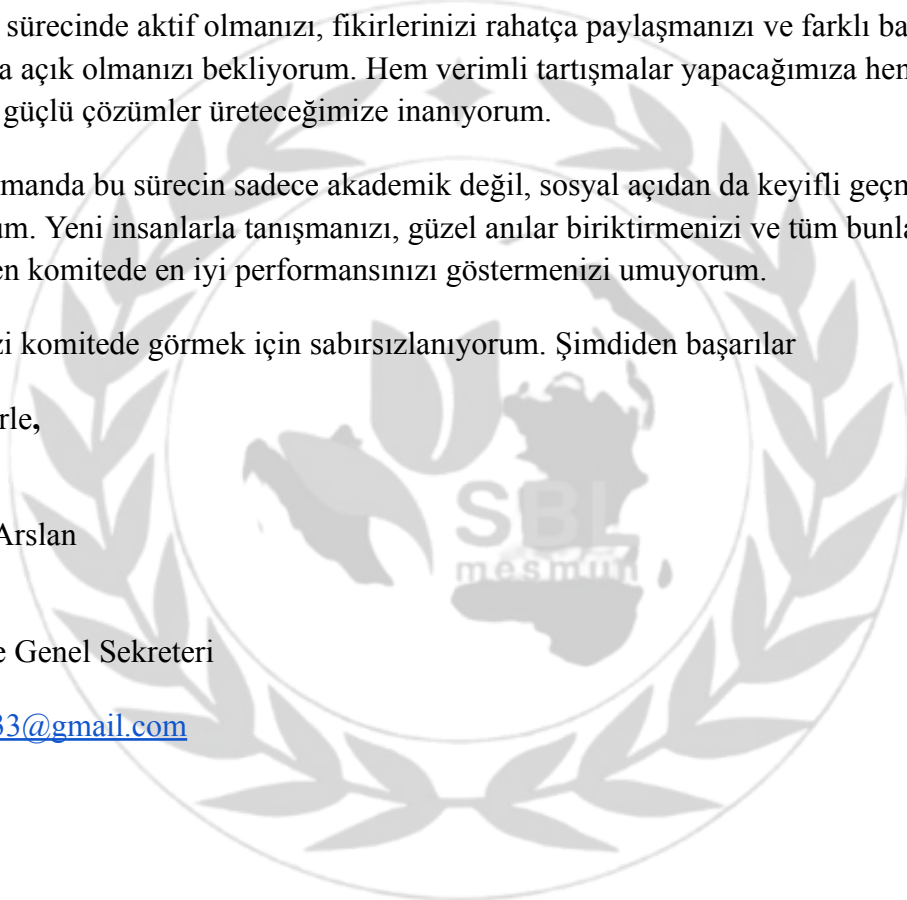 sürecinde aktif olmanızı, fikirlerinizi rahatça paylaşmanızı ve farklı ba
a açık olmanızı bekliyorum. Hem verimli tartışmalar yapacağımıza hem
güçlü çözümler üreteceğimize inanıyorum.
manda bu sürecin sadece akademik değil, sosyal açıdan da keyifli geçm
um. Yeni insanlarla tanışmanızı, güzel anılar biriktirmenizi ve tüm bunla
en komitede en iyi performansınızı göstermenizi umuyorum.
zi komitede görmek için sabırsızlanıyorum. Şimdiden başarılar
rle,
SBL
mesmun
Arslan
e Genel Sekreteri
33@gmail.com